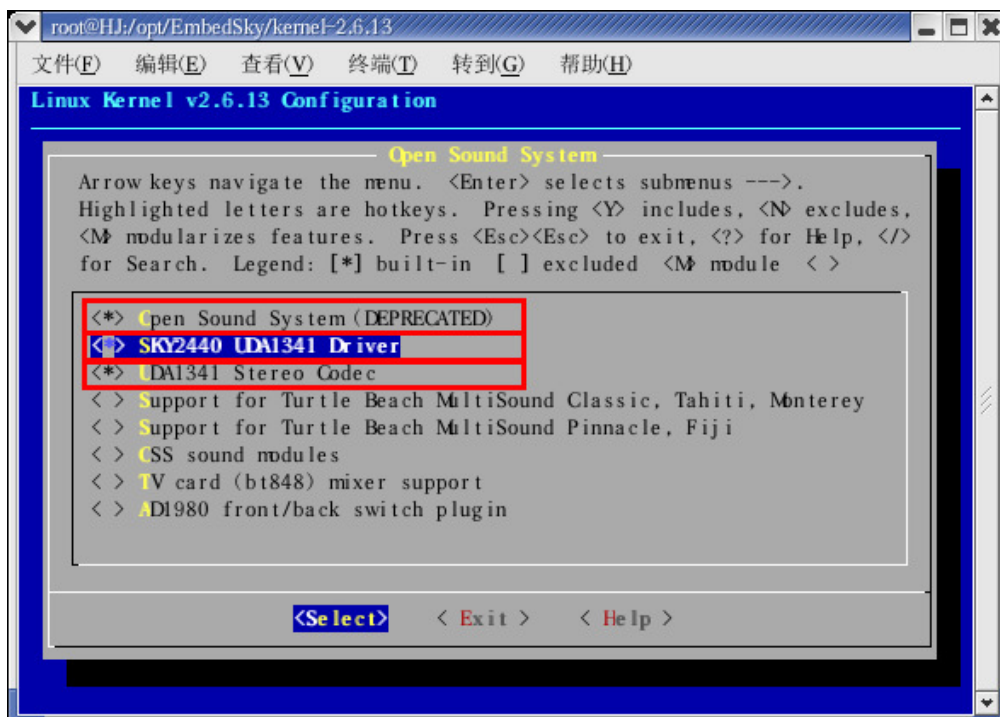 root@HJ:/opt/EmbedSky/kernel-2.6.13
文件(F) 编辑(E) 查看(V) 终端(T) 转到(G) 帮助(H)
Linux Kernel v2.6.13 Configuration
Open Sound System
Arrow keys navigate the menu. <Enter> selects submenus --->.
Highlighted letters are hotkeys. Pressing <Y> includes, <N> excludes,
<M> modularizes features. Press <Esc><Esc> to exit, <?> for Help, </>
for Search. Legend: [*] built-in [ ] excluded <M> module < >
<*> Open Sound System (DEPRECATED)
<*> SKY2440 UDA1341 Driver
<*> UDA1341 Stereo Codec
< > Support for Turtle Beach MultiSound Classic, Tahiti, Monterey
< > Support for Turtle Beach MultiSound Pinnacle, Fiji
< > CSS sound modules
< > TV card (bt848) mixer support
< > AD1980 front/back switch plugin
<Select> < Exit > < Help >